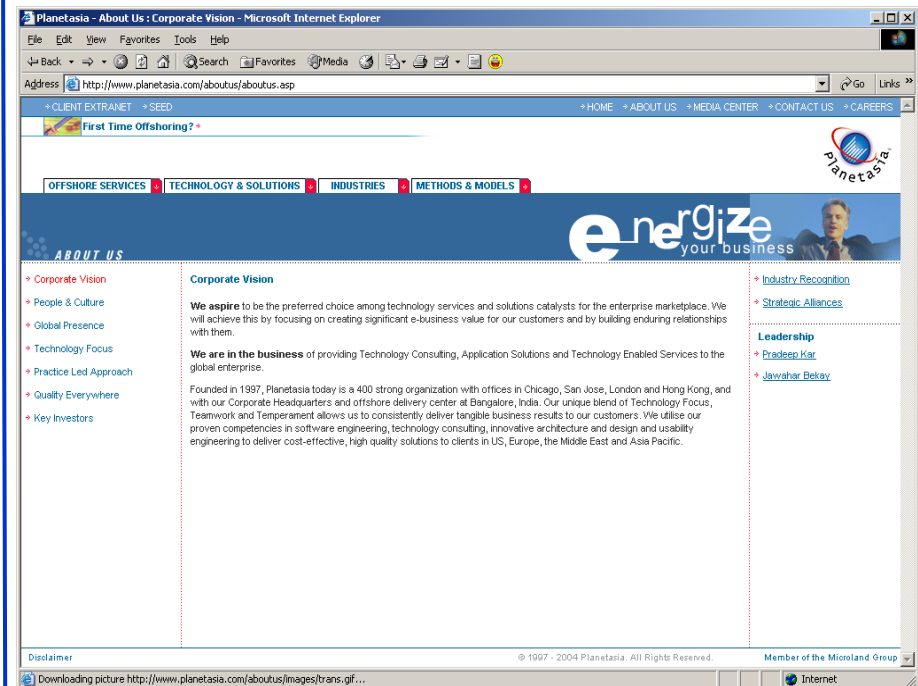 Planetasia - About Us : Corporate Vision - Microsoft Internet Explorer
File Edit View Favorites Tools Help
Back Search Favorites Media
Address http://www.planetasia.com/aboutus/aboutus.asp Go Links »
CLIENT EXTRANET SEED HOME ABOUT US MEDIA CENTER CONTACT US CAREERS
First Time Offshoring?
Planetasia
OFFSHORE SERVICES TECHNOLOGY & SOLUTIONS INDUSTRIES METHODS & MODELS
energize
your business
ABOUT US
Corporate Vision
People & Culture
Global Presence
Technology Focus
Practice Led Approach
Quality Everywhere
Key Investors
Corporate Vision
We aspire to be the preferred choice among technology services and solutions catalysts for the enterprise marketplace. We
will achieve this by focusing on creating significant e-business value for our customers and by building enduring relationships
with them.
We are in the business of providing Technology Consulting, Application Solutions and Technology Enabled Services to the
global enterprise.
Founded in 1997, Planetasia today is a 400 strong organization with offices in Chicago, San Jose, London and Hong Kong, and
with our Corporate Headquarters and offshore delivery center at Bangalore, India. Our unique blend of Technology Focus,
Teamwork and Temperament allows us to consistently deliver tangible business results to our customers. We utilise our
proven competencies in software engineering, technology consulting, innovative architecture and design and usability
engineering to deliver cost-effective, high quality solutions to clients in US, Europe, the Middle East and Asia Pacific.
Industry Recognition
Strategic Alliances
Leadership
Pradeep Kar
Jawahar Bekay
Disclaimer © 1997 - 2004 Planetasia. All Rights Reserved. Member of the Microland Group
Downloading picture http://www.planetasia.com/aboutus/images/trans.gif... Internet